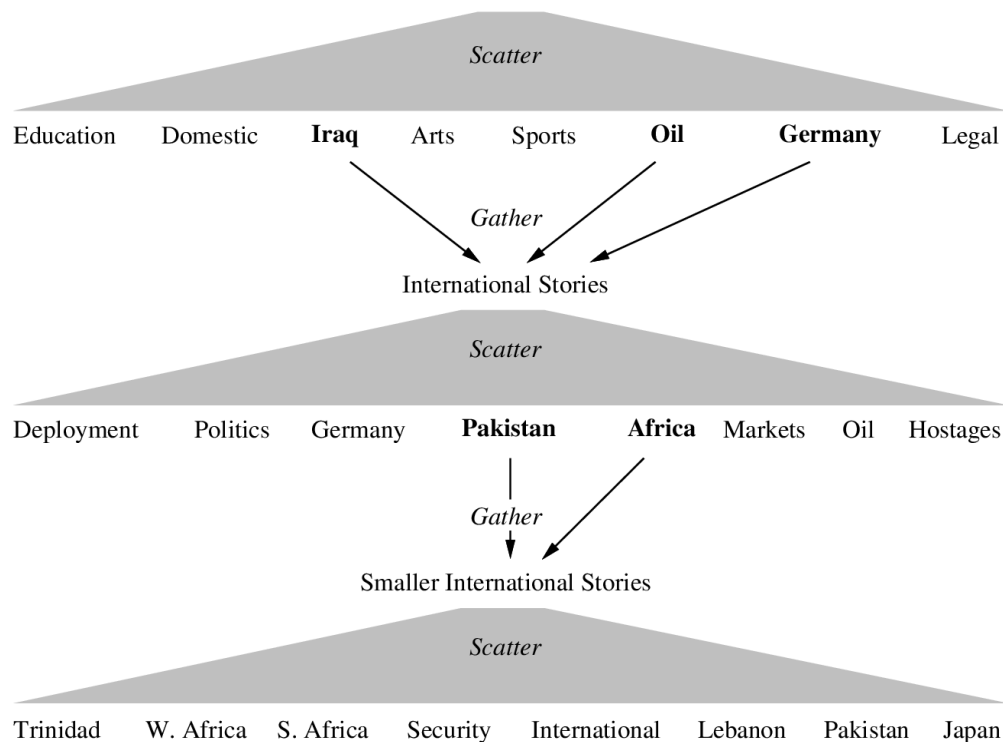 Scatter
Education Domestic Iraq Arts Sports Oil Germany Legal
Gather
International Stories
Scatter
Deployment Politics Germany Pakistan Africa Markets Oil Hostages
Gather
Smaller International Stories
Scatter
Trinidad W. Africa S. Africa Security International Lebanon Pakistan Japan